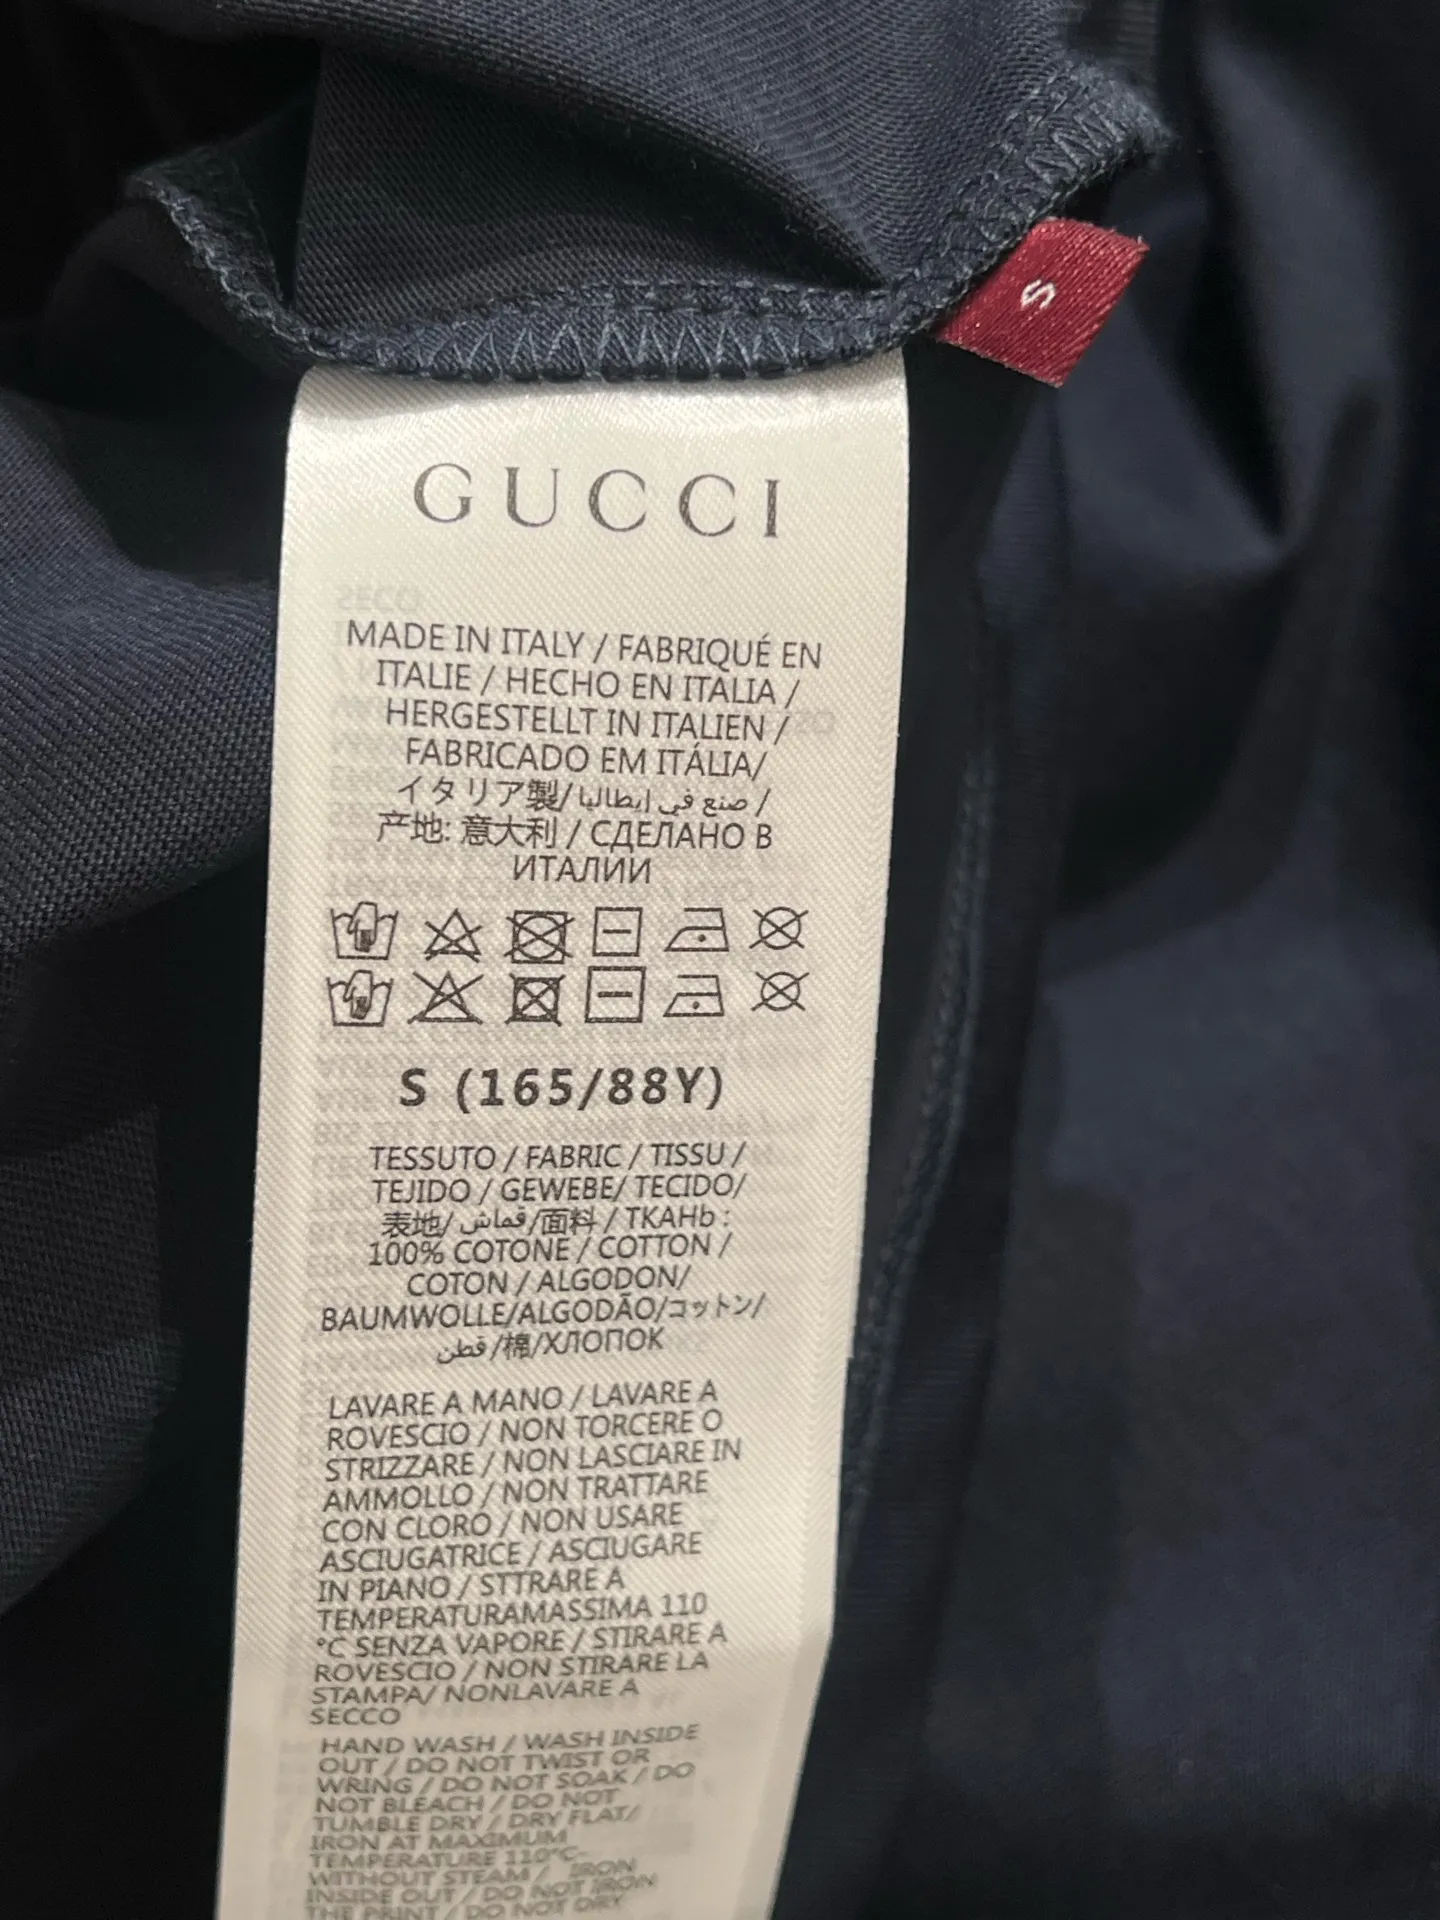 S
GUCCI
MADE IN ITALY / FABRIQUÉ EN
ITALIE / HECHO EN ITALIA /
HERGESTELLT IN ITALIEN /
FABRICADO EM ITÁLIA/
イタリア製/ صنع في إيطاليا /
产地: 意大利 / СДЕЛАНО В
ИТАЛИИ
S (165/88Y)
TESSUTO / FABRIC / TISSU /
TEJIDO / GEWEBE/ TECIDO/
表地/ قماش/面料 / TKAHb :
100% COTONE / COTTON /
COTON / ALGODON/
BAUMWOLLE/ALGODÃO/コットン/
قطن /棉/ХЛОПОК
LAVARE A MANO / LAVARE A
ROVESCIO / NON TORCERE O
STRIZZARE / NON LASCIARE IN
AMMOLLO / NON TRATTARE
CON CLORO / NON USARE
ASCIUGATRICE / ASCIUGARE
IN PIANO / STTRARE A
TEMPERATURAMASSIMA 110
°C SENZA VAPORE / STIRARE A
ROVESCIO / NON STIRARE LA
STAMPA/ NONLAVARE A
SECCO
HAND WASH / WASH INSIDE
OUT / DO NOT TWIST OR
WRING / DO NOT SOAK / DO
NOT BLEACH / DO NOT
TUMBLE DRY / DRY FLAT/
IRON AT MAXIMUM
TEMPERATURE 110°C
WITHOUT STEAM / IRON
INSIDE OUT / DO NOT IRON
THE PRINT / DO NOT DRY